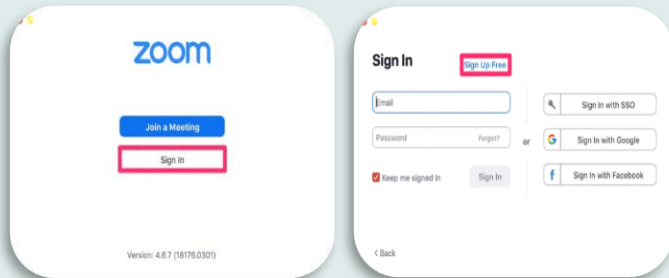 zoom
Join a Meeting
Sign In
Version: 4.6.7 (18176.0301)
Sign In
Sign Up Free
Email
Password Forgot?
Keep me signed in Sign In
or
Sign In with SSO
G Sign In with Google
f Sign In with Facebook
< Back